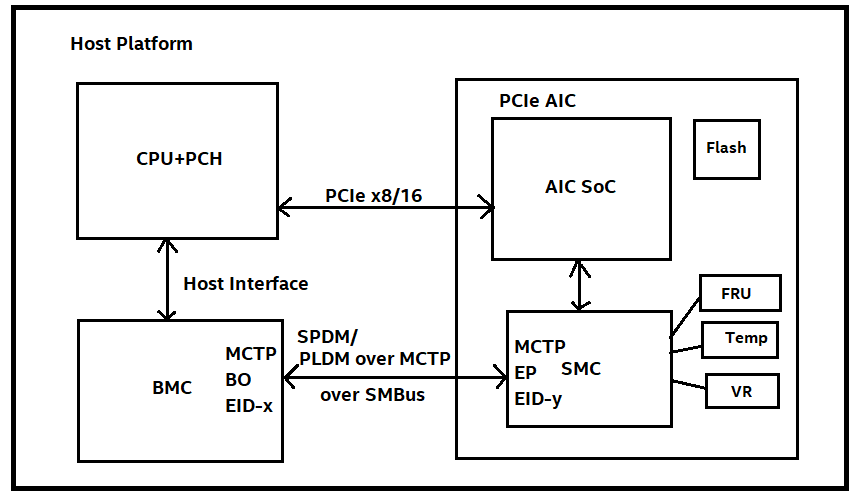 Host Platform
PCIe AIC
CPU+PCH
AIC SoC
Flash
PCIe x8/16
Host Interface
FRU
Temp
VR
MCTP
EP
EID-y
SMC
SPDM/
PLDM over MCTP
over SMBus
BMC
MCTP
BO
EID-x